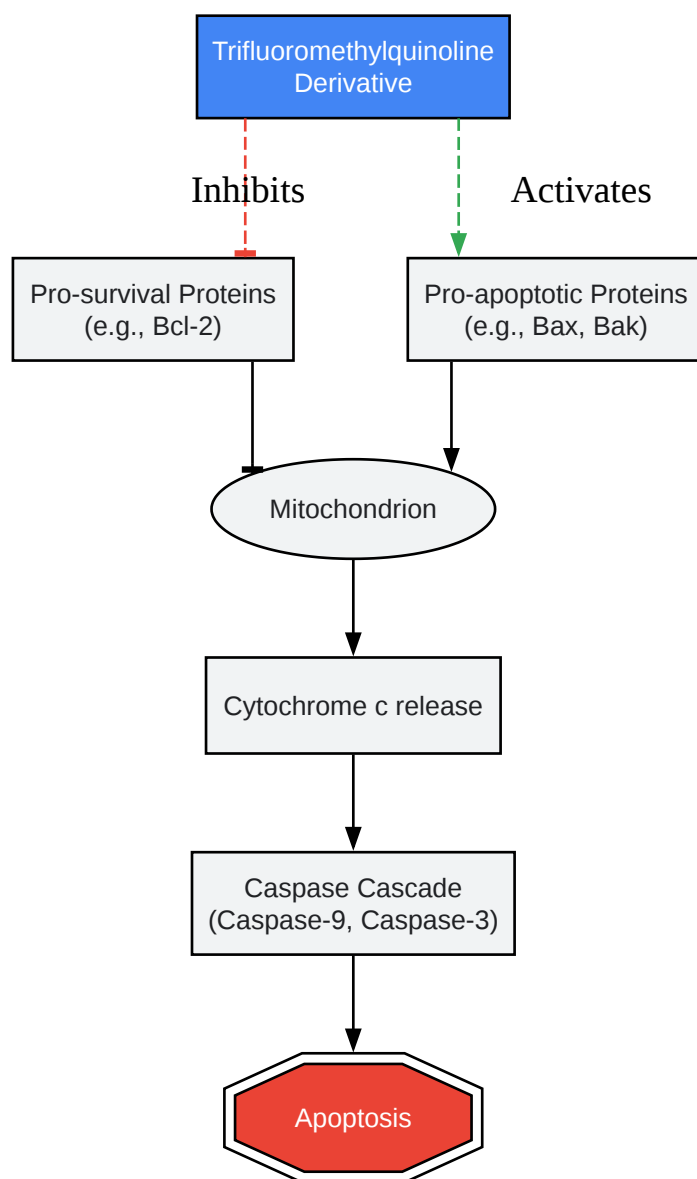 Trifluoromethylquinoline
Derivative
Inhibits
Activates
Pro-survival Proteins
(e.g., Bcl-2)
Pro-apoptotic Proteins
(e.g., Bax, Bak)
Mitochondrion
Cytochrome c release
Caspase Cascade
(Caspase-9, Caspase-3)
Apoptosis